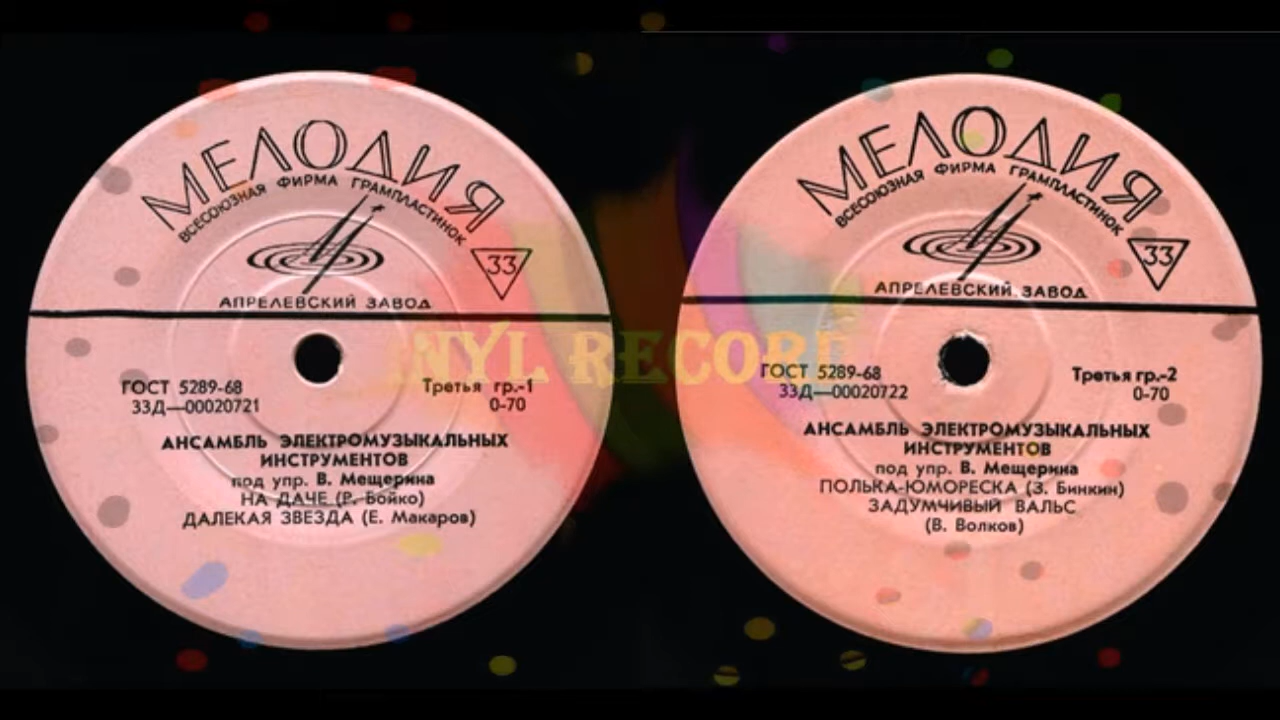 МЕЛОДИЯ
ВСЕСОЮЗНАЯ ФИРМА ГРАМПЛАСТИНОК
33
АПРЕЛЕВСКИЙ ЗАВОД
ГОСТ 5289-68
33Д—00020721
Третья гр.-1
0-70
АНСАМБЛЬ ЭЛЕКТРОМУЗЫКАЛЬНЫХ
ИНСТРУМЕНТОВ
под упр. В. Мещерина
НА ДАЧЕ (Р. Бойко)
ДАЛЕКАЯ ЗВЕЗДА (Е. Макаров)
NYL RECOR
МЕЛОДИЯ
ВСЕСОЮЗНАЯ ФИРМА ГРАМПЛАСТИНОК
33
АПРЕЛЕВСКИЙ ЗАВОД
ГОСТ 5289-68
33Д—00020722
Третья гр.-2
0-70
АНСАМБЛЬ ЭЛЕКТРОМУЗЫКАЛЬНЫХ
ИНСТРУМЕНТОВ
под упр. В. Мещерина
ПОЛЬКА-ЮМОРЕСКА (З. Бинкин)
ЗАДУМЧИВЫЙ ВАЛЬС
(В. Волков)